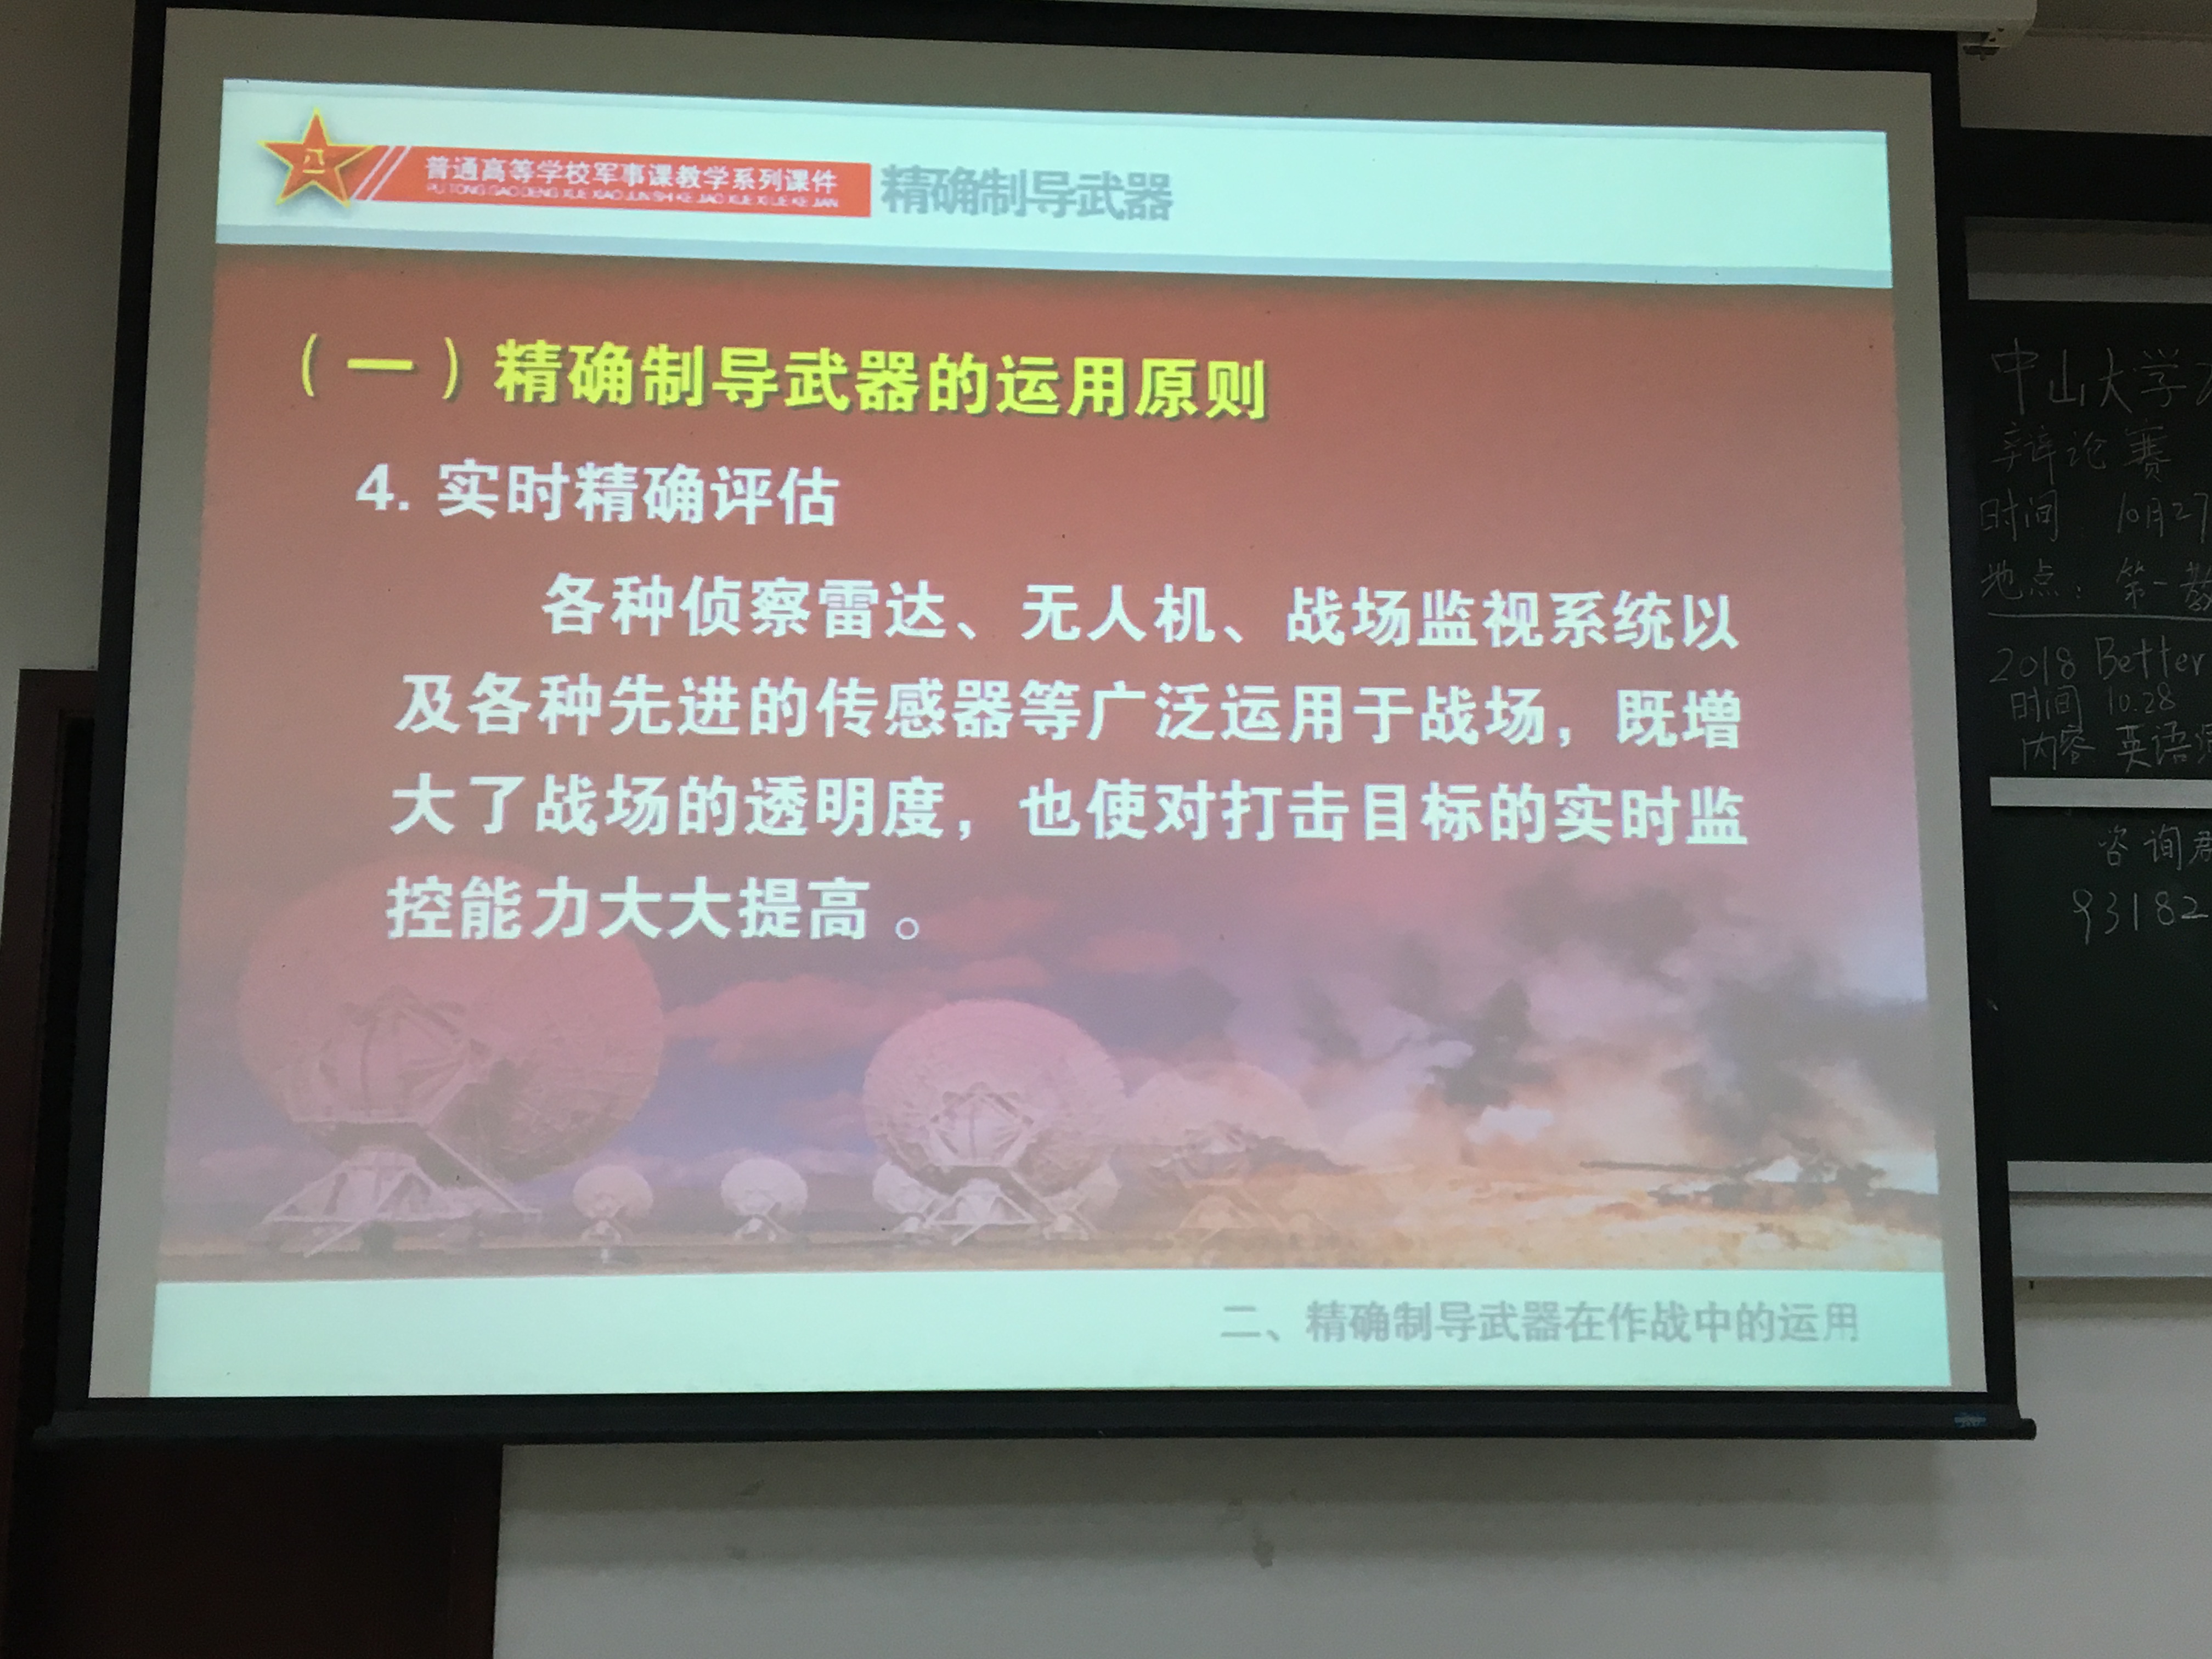 八一
普通高等学校军事课教学系列课件
PU TONG GAO DENG XUE XIAO JUN SHI KE JIAO XUE XI LIE KE JIAN
精确制导武器
（一）精确制导武器的运用原则
4. 实时精确评估
各种侦察雷达、无人机、战场监视系统以
及各种先进的传感器等广泛运用于战场，既增
大了战场的透明度，也使对打击目标的实时监
控能力大大提高。
二、精确制导武器在作战中的运用
中山大学
辩论赛
时间 10月27
地点：第一教
2018 Better
时间 10.28
内容 英语演
咨询群
93182